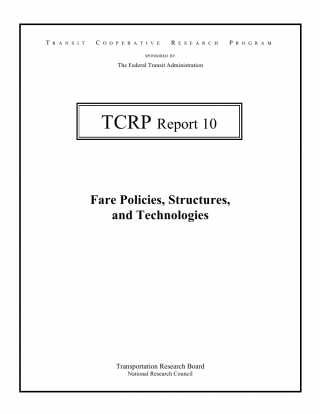 TRANSIT COOPERATIVE RESEARCH PROGRAM
SPONSORED BY
The Federal Transit Administration
TCRP Report 10
Fare Policies, Structures,
and Technologies
Transportation Research Board
National Research Council